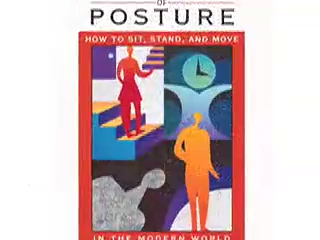 OF
POSTURE
HOW TO SIT, STAND, AND MOVE
IN THE MODERN WORLD